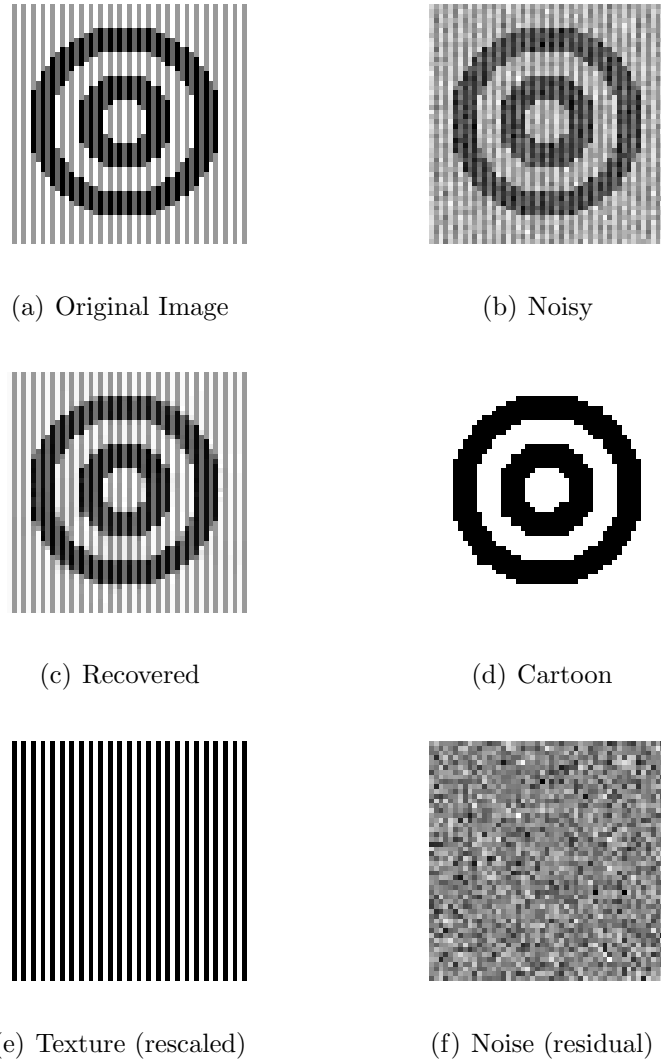 (a) Original Image
(b) Noisy
(c) Recovered
(d) Cartoon
e) Texture (rescaled)
(f) Noise (residual)